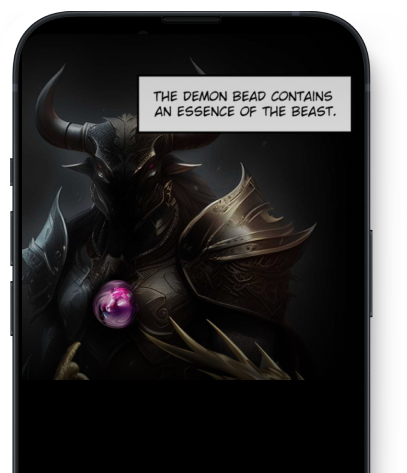 THE DEMON BEAD CONTAINS
AN ESSENCE OF THE BEAST.